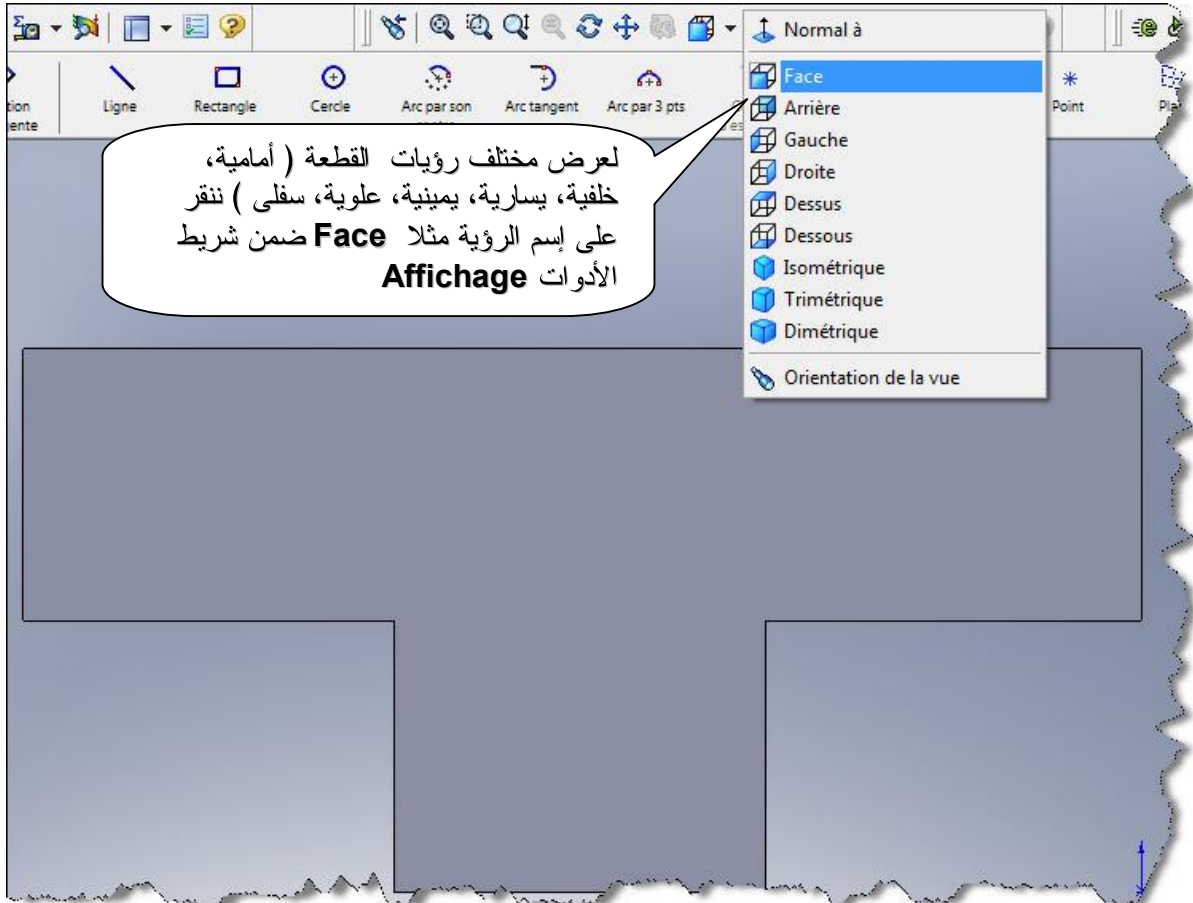 Normal à
Face
Arrière
Gauche
Droite
Dessus
Dessous
Isométrique
Trimétrique
Dimétrique
Orientation de la vue
Ligne
Rectangle
Cercle
Arc par son
Arc tangent
Arc par 3 pts
Point
لعرض مختلف رؤيات القطعة ( أمامية،
خلفية، يسارية، يمينية، علوية، سفلى ) ننقر
على إسم الرؤية مثلا Face ضمن شريط
الأدوات Affichage